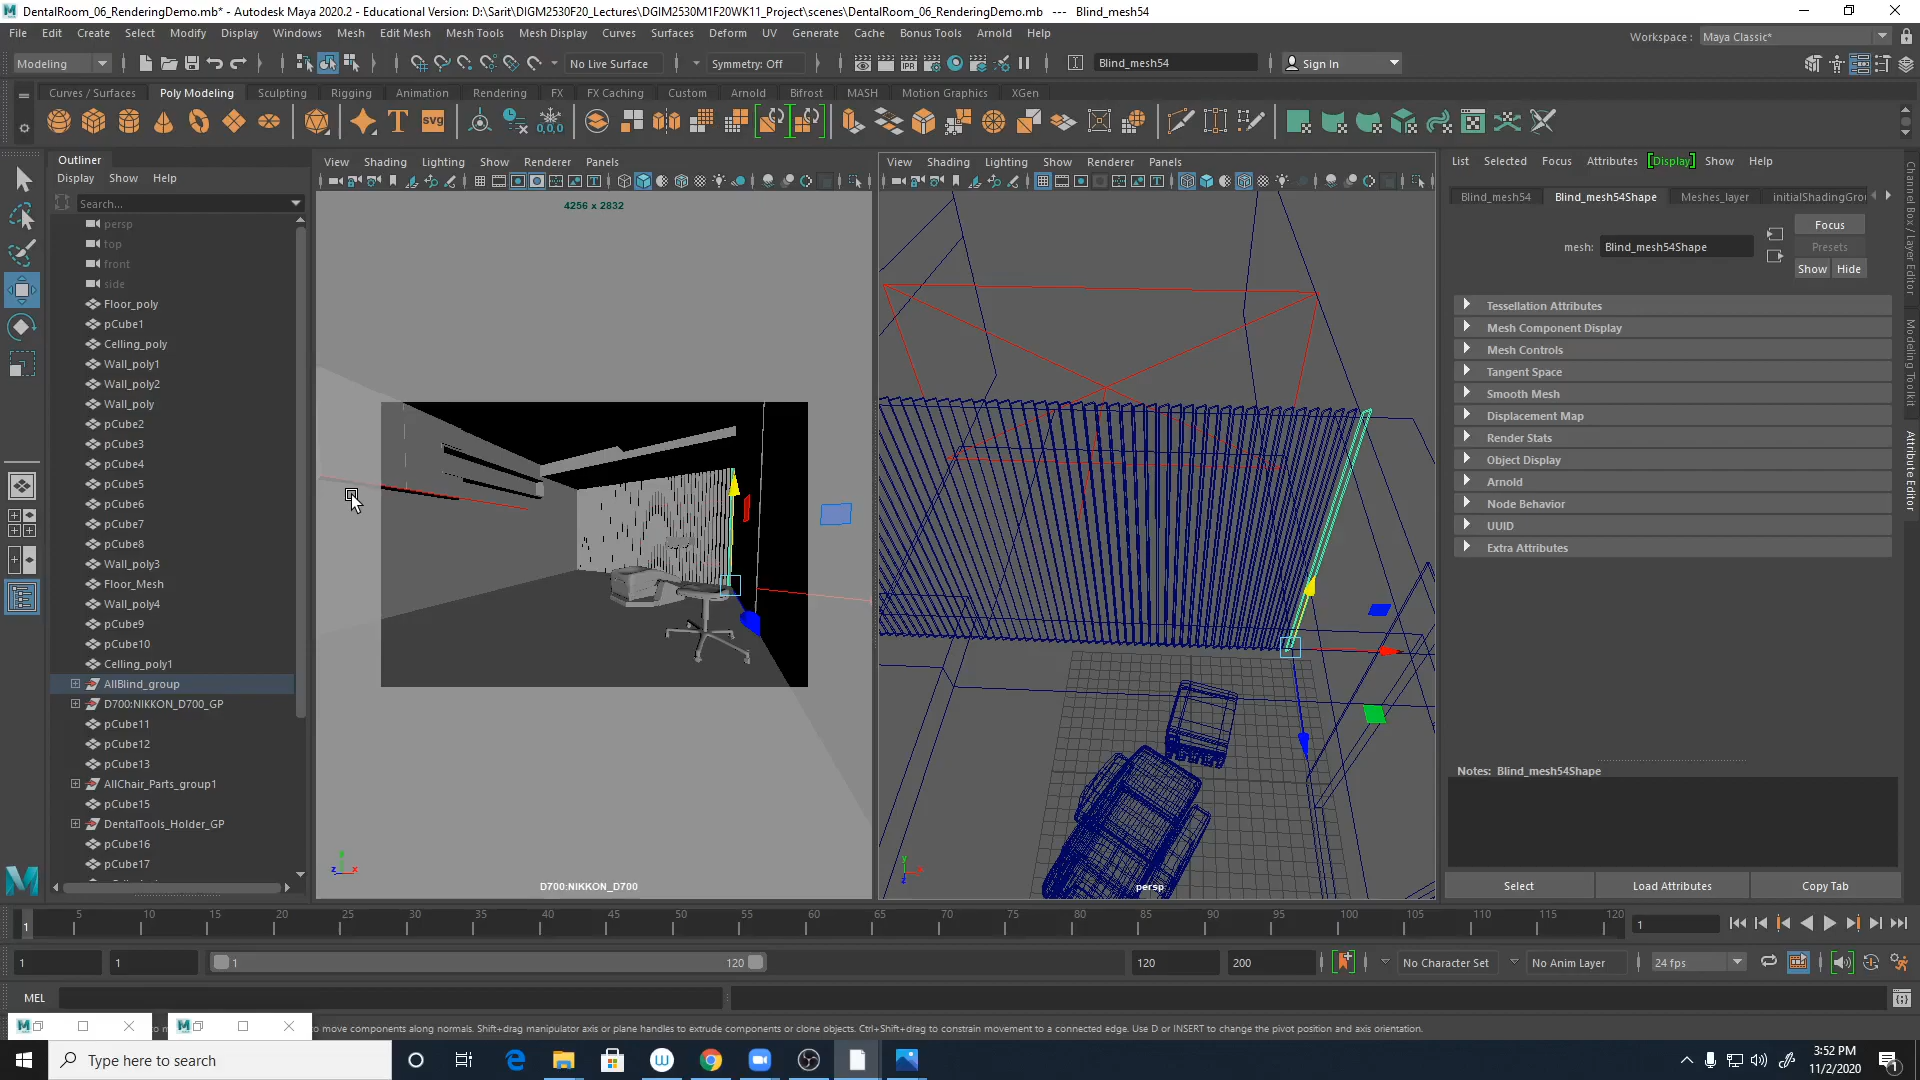 DentalRoom_06_RenderingDemo.mb* - Autodesk Maya 2020.2 - Educational Version: D:\Sarit\DIGM2530F20_Lectures\DGIM2530M1F20WK11_Project\scenes\DentalRoom_06_RenderingDemo.mb --- Blind_mesh54
File Edit Create Select Modify Display Windows Mesh Edit Mesh Mesh Tools Mesh Display Curves Surfaces Deform UV Generate Cache Bonus Tools Arnold Help
Workspace : Maya Classic*
Modeling No Live Surface Symmetry: Off Blind_mesh54 Sign In
Curves / Surfaces Poly Modeling Sculpting Rigging Animation Rendering FX FX Caching Custom Arnold Bifrost MASH Motion Graphics XGen
Outliner
Display Show Help
Search...
persp
top
front
side
Floor_poly
pCube1
Celling_poly
Wall_poly1
Wall_poly2
Wall_poly
pCube2
pCube3
pCube4
pCube5
pCube6
pCube7
pCube8
Wall_poly3
Floor_Mesh
Wall_poly4
pCube9
pCube10
Celling_poly1
AllBlind_group
D700:NIKKON_D700_GP
pCube11
pCube12
pCube13
AllChair_Parts_group1
pCube15
DentalTools_Holder_GP
pCube16
pCube17
View Shading Lighting Show Renderer Panels
4256 x 2832
D700:NIKKON_D700
View Shading Lighting Show Renderer Panels
persp
List Selected Focus Attributes [Display] Show Help
Blind_mesh54 Blind_mesh54Shape Meshes_layer initialShadingGrou
Focus
mesh: Blind_mesh54Shape
Presets
Show Hide
Tessellation Attributes
Mesh Component Display
Mesh Controls
Tangent Space
Smooth Mesh
Displacement Map
Render Stats
Object Display
Arnold
Node Behavior
UUID
Extra Attributes
Notes: Blind_mesh54Shape
Select Load Attributes Copy Tab
Channel Box / Layer Editor
Modeling Toolkit
Attribute Editor
5 10 15 20 25 30 35 40 45 50 55 60 65 70 75 80 85 90 95 100 105 110 115 120
1 1
1 1 1 120 120 200 No Character Set No Anim Layer 24 fps
MEL
to move components along normals. Shift+drag manipulator axis or plane handles to extrude components or clone objects. Ctrl+Shift+drag to constrain movement to a connected edge. Use D or INSERT to change the pivot position and axis orientation.
Type here to search
3:52 PM
11/2/2020